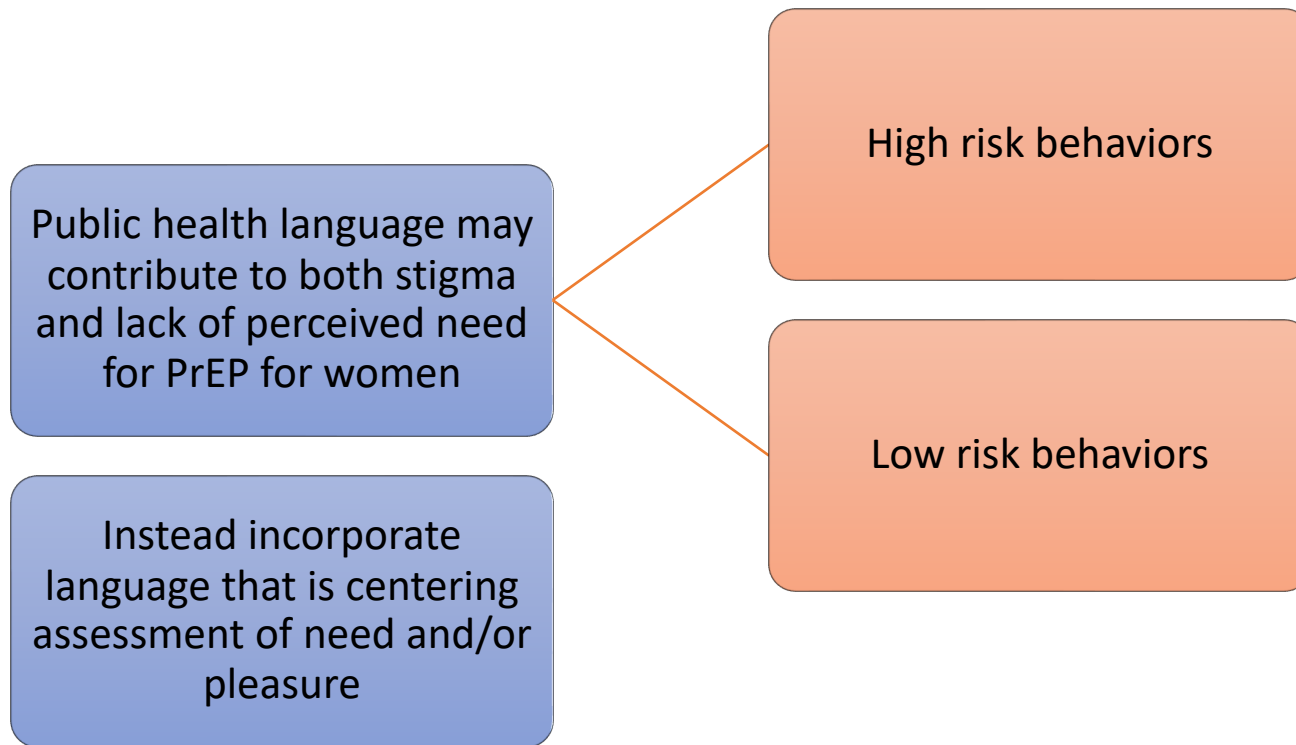 Public health language may
contribute to both stigma
and lack of perceived need
for PrEP for women
High risk behaviors
Low risk behaviors
Instead incorporate
language that is centering
assessment of need and/or
pleasure